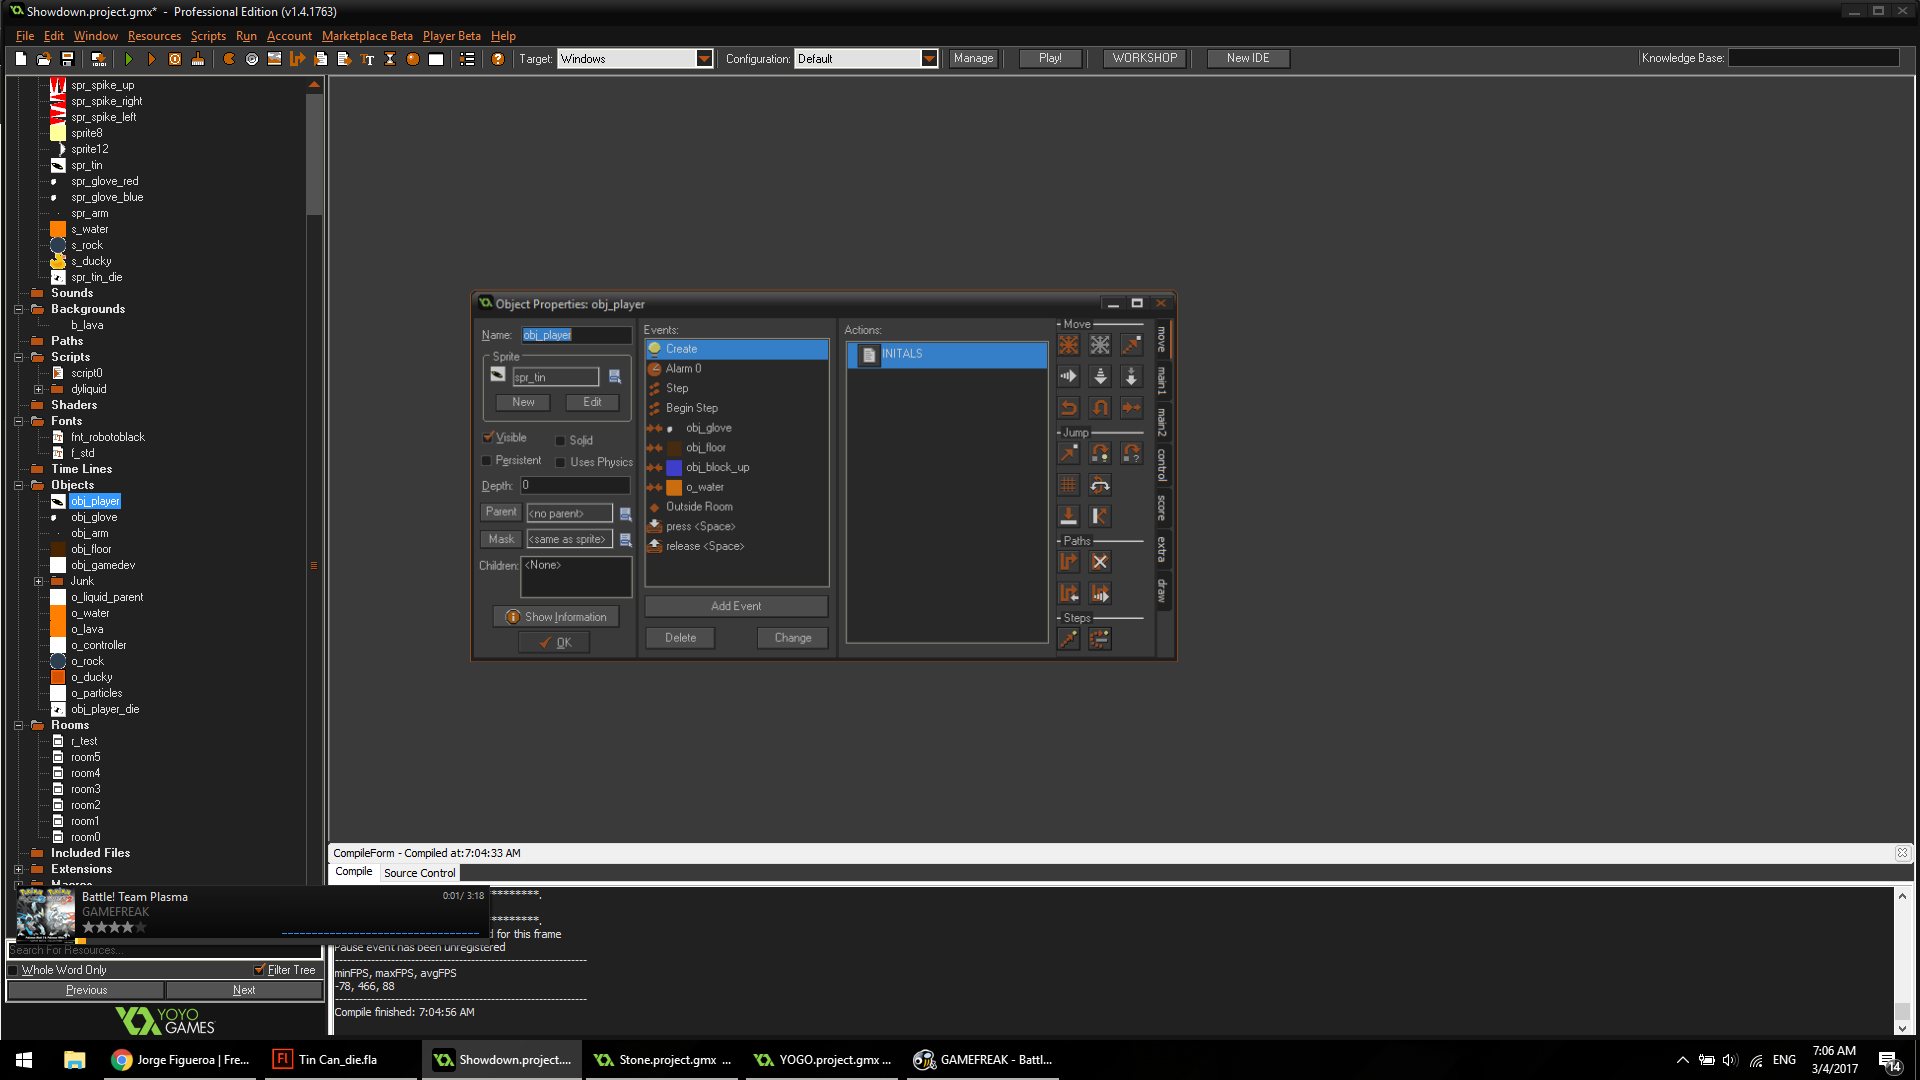 Showdown.project.gmx* - Professional Edition (v1.4.1763)
File Edit Window Resources Scripts Run Account Marketplace Beta Player Beta Help
Target: Windows Configuration: Default Manage Play! WORKSHOP New IDE Knowledge Base:
spr_spike_up
spr_spike_right
spr_spike_left
sprite8
sprite12
spr_tin
spr_glove_red
spr_glove_blue
spr_arm
s_water
s_rock
s_ducky
spr_tin_die
Sounds
Backgrounds
b_lava
Paths
Scripts
script0
dyliquid
Shaders
Fonts
fnt_robotoblack
f_std
Time Lines
Objects
obj_player
obj_glove
obj_arm
obj_floor
obj_gamedev
Junk
o_liquid_parent
o_water
o_lava
o_controller
o_rock
o_ducky
o_particles
obj_player_die
Rooms
r_test
room5
room4
room3
room2
room1
room0
Included Files
Extensions
Macros
Battle! Team Plasma 0:01/ 3:18
GAMEFREAK
Search For Resources...
Whole Word Only Filter Tree
Previous Next
YOYO
GAMES
Object Properties: obj_player
Name: obj_player
Sprite
spr_tin
New Edit
Visible Solid
Persistent Uses Physics
Depth: 0
Parent <no parent>
Mask <same as sprite>
Children: <None>
Show Information
OK
Events:
Create
Alarm 0
Step
Begin Step
obj_glove
obj_floor
obj_block_up
o_water
Outside Room
press <Space>
release <Space>
Add Event
Delete Change
Actions:
INITALS
Move
Jump
Paths
Steps
move
main1
main2
control
score
extra
draw
CompileForm - Compiled at:7:04:33 AM
Compile Source Control
********.
********.
d for this frame
Pause event has been unregistered
minFPS, maxFPS, avgFPS
-78, 466, 88
Compile finished: 7:04:56 AM
Jorge Figueroa | Fre... Tin Can_die.fla Showdown.project.... Stone.project.gmx ... YOGO.project.gmx ... GAMEFREAK - Battl... ENG
7:06 AM
3/4/2017
14